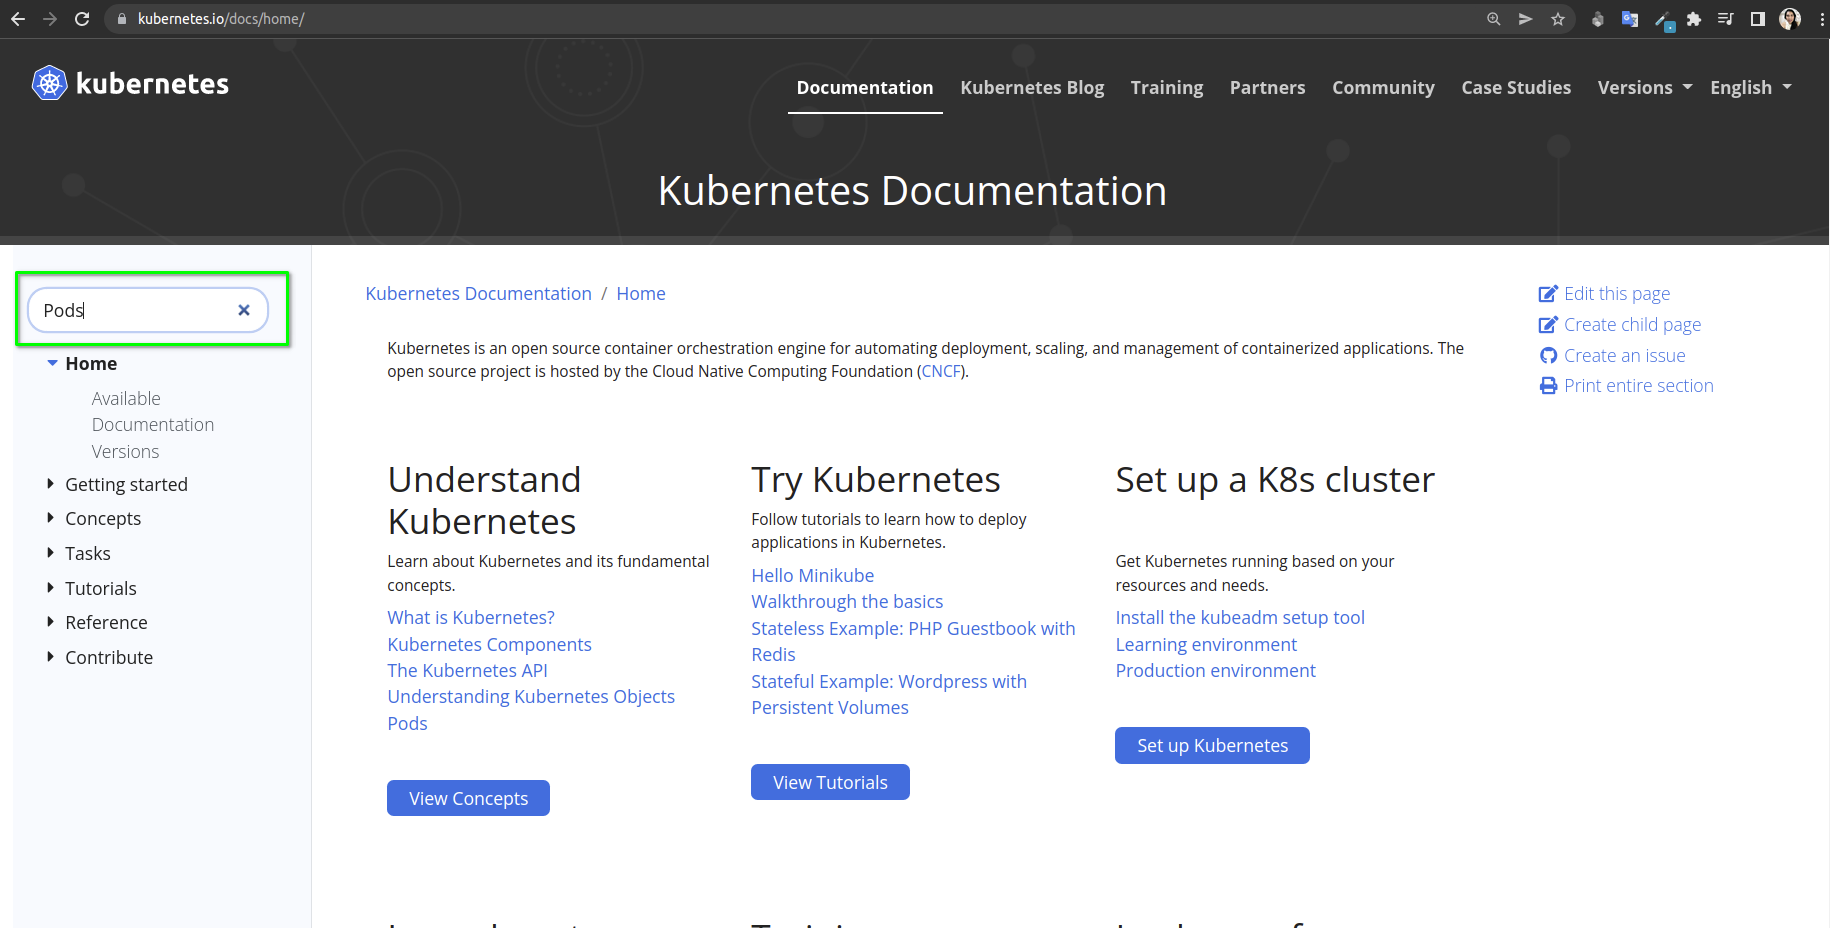 kubernetes.io/docs/home/
kubernetes
Documentation
Kubernetes Blog
Training
Partners
Community
Case Studies
Versions
English
Kubernetes Documentation
Pods
Home
Available
Documentation
Versions
Getting started
Concepts
Tasks
Tutorials
Reference
Contribute
Kubernetes Documentation / Home
Kubernetes is an open source container orchestration engine for automating deployment, scaling, and management of containerized applications. The
open source project is hosted by the Cloud Native Computing Foundation (CNCF).
Understand
Kubernetes
Learn about Kubernetes and its fundamental
concepts.
What is Kubernetes?
Kubernetes Components
The Kubernetes API
Understanding Kubernetes Objects
Pods
View Concepts
Try Kubernetes
Follow tutorials to learn how to deploy
applications in Kubernetes.
Hello Minikube
Walkthrough the basics
Stateless Example: PHP Guestbook with
Redis
Stateful Example: Wordpress with
Persistent Volumes
View Tutorials
Set up a K8s cluster
Get Kubernetes running based on your
resources and needs.
Install the kubeadm setup tool
Learning environment
Production environment
Set up Kubernetes
Edit this page
Create child page
Create an issue
Print entire section